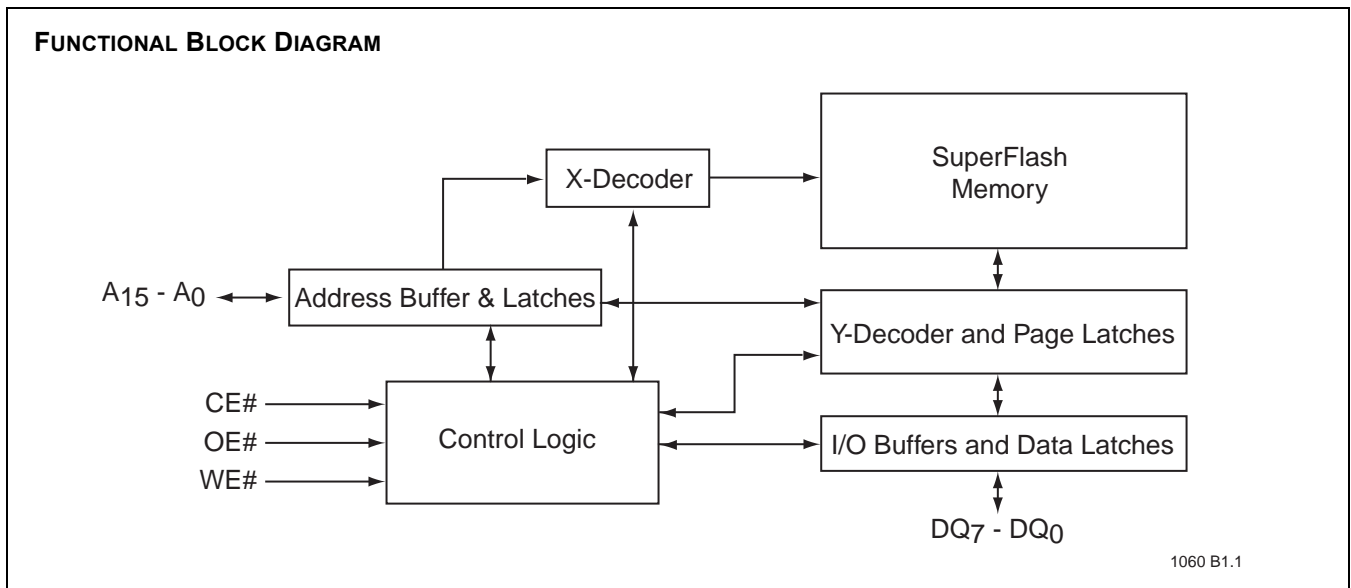 FUNCTIONAL BLOCK DIAGRAM
SuperFlash
Memory
X-Decoder
A15 - A0
Address Buffer & Latches
Y-Decoder and Page Latches
CE#
OE#
WE#
Control Logic
I/O Buffers and Data Latches
DQ7 - DQ0
1060 B1.1